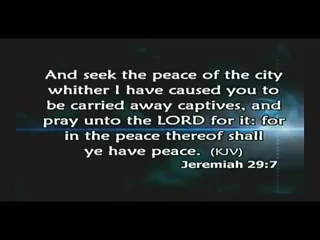 And seek the peace of the city
whither I have caused you to
be carried away captives, and
pray unto the LORD for it: for
in the peace thereof shall
ye have peace. (KJV)
Jeremiah 29:7